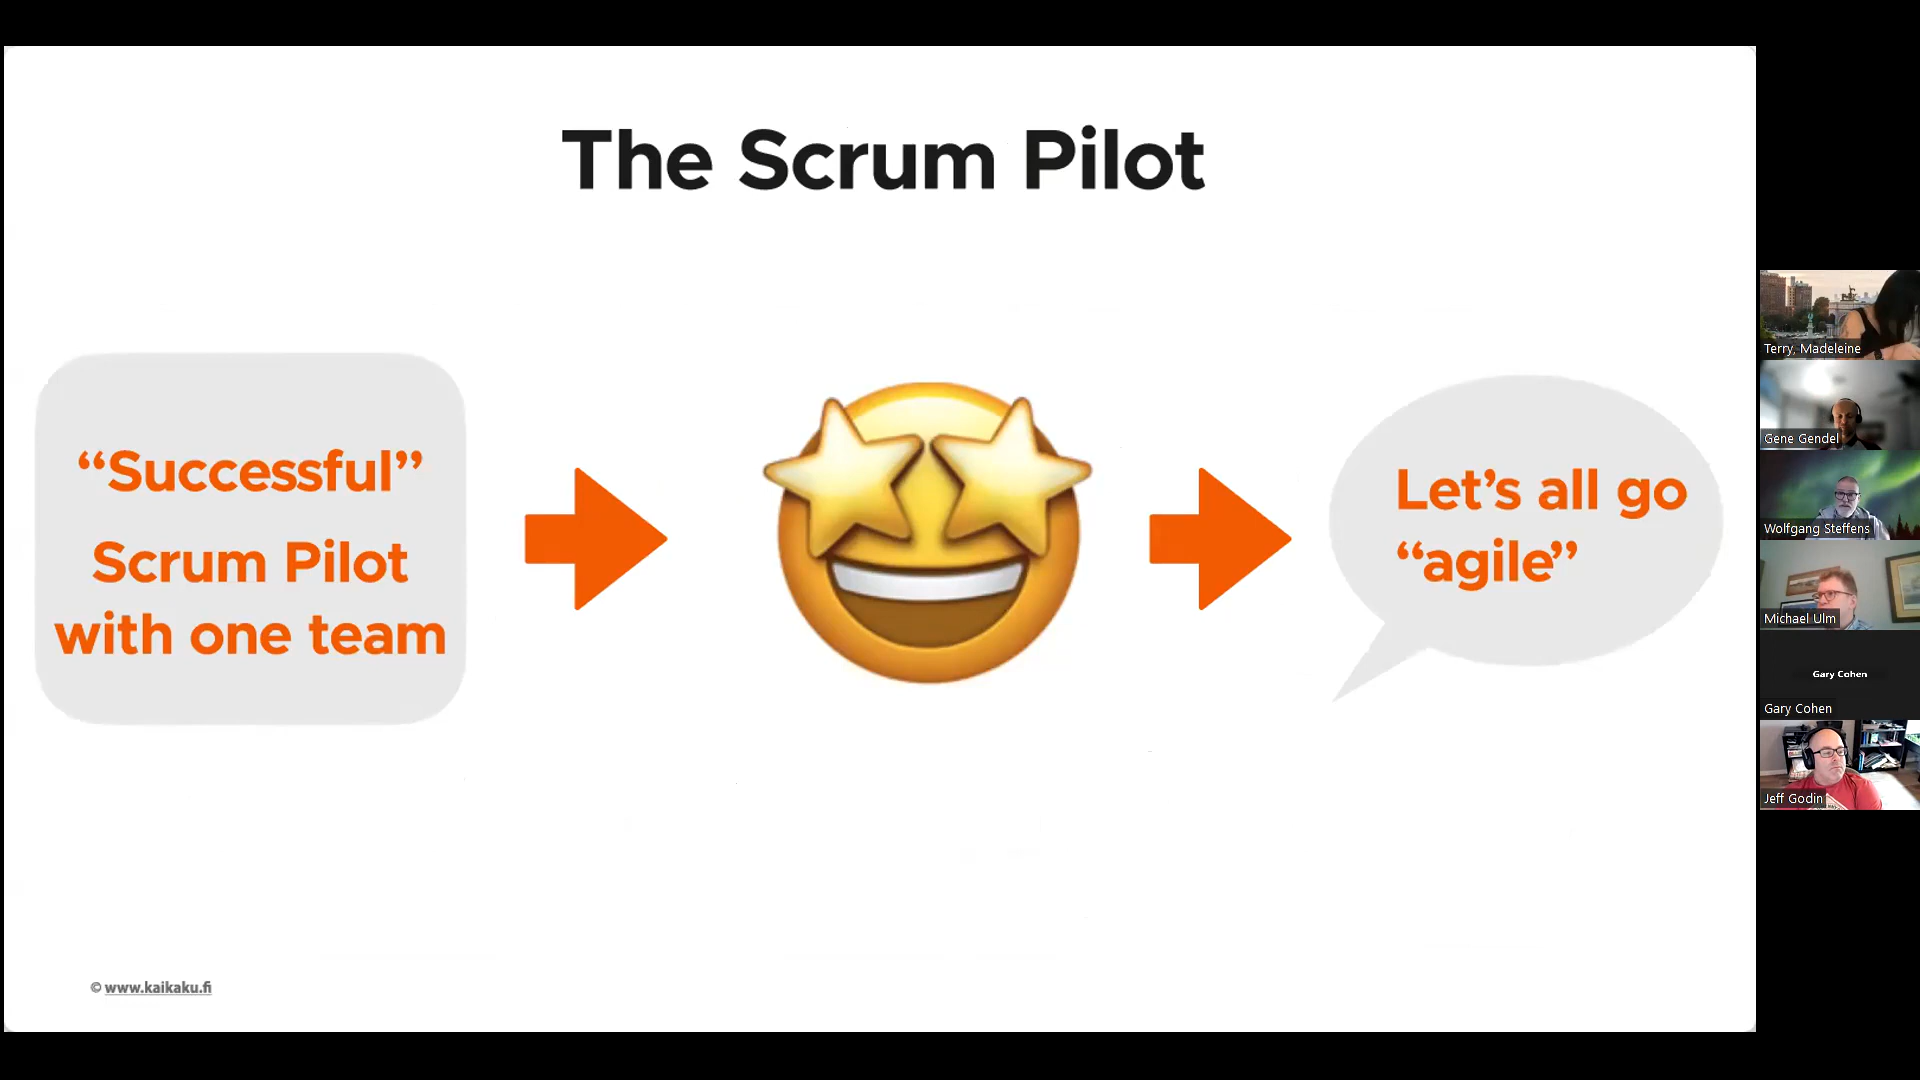 The Scrum Pilot
“Successful”
Scrum Pilot
with one team
Let’s all go
“agile”
© www.kaikaku.fi
Terry, Madeleine
Gene Gendel
Wolfgang Steffens
Michael Ulm
Gary Cohen
Gary Cohen
Jeff Godin